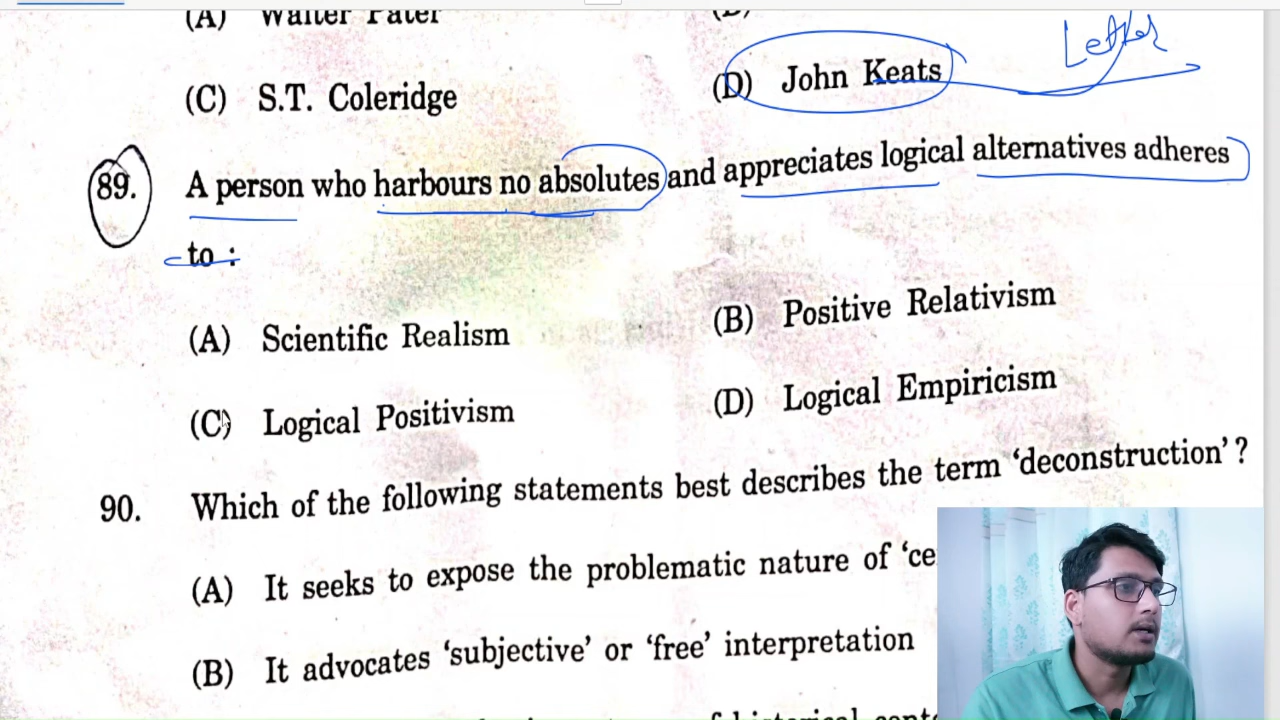 (A) Walter Pater
Letter
(C) S.T. Coleridge (D) John Keats
89. A person who harbours no absolutes and appreciates logical alternatives adheres
to :
(A) Scientific Realism (B) Positive Relativism
(C) Logical Positivism (D) Logical Empiricism
90. Which of the following statements best describes the term ‘deconstruction’ ?
(A) It seeks to expose the problematic nature of ‘ce
(B) It advocates ‘subjective’ or ‘free’ interpretation
of historical